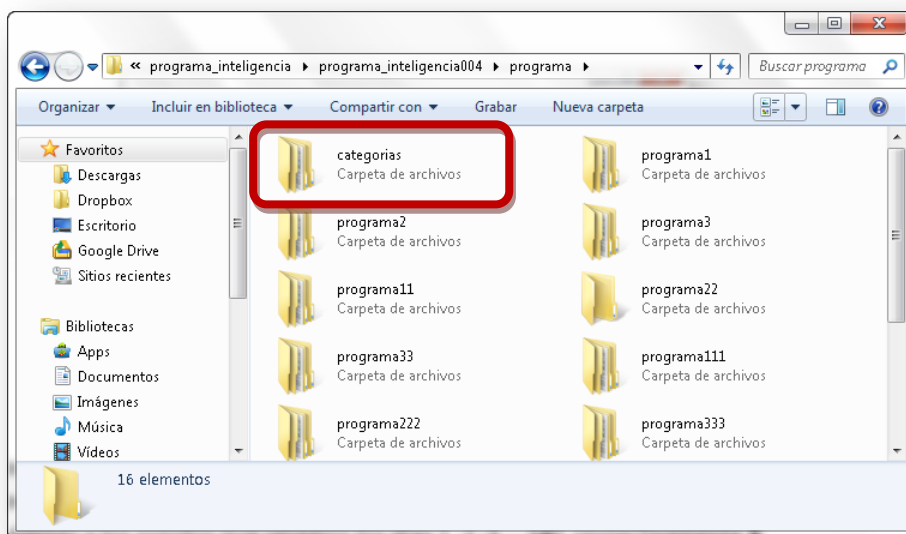 « programa_inteligencia ▸ programa_inteligencia004 ▸ programa ▸
Buscar programa
Organizar Incluir en biblioteca Compartir con Grabar Nueva carpeta
Favoritos
Descargas
Dropbox
Escritorio
Google Drive
Sitios recientes
Bibliotecas
Apps
Documentos
Imágenes
Música
Vídeos
categorias
Carpeta de archivos
programa1
Carpeta de archivos
programa2
Carpeta de archivos
programa3
Carpeta de archivos
programa11
Carpeta de archivos
programa22
Carpeta de archivos
programa33
Carpeta de archivos
programa111
Carpeta de archivos
programa222
Carpeta de archivos
programa333
Carpeta de archivos
16 elementos